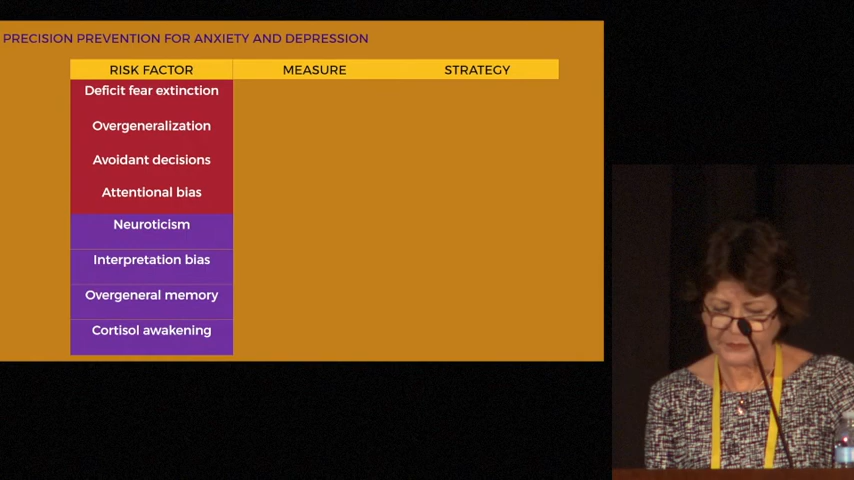 PRECISION PREVENTION FOR ANXIETY AND DEPRESSION
RISK FACTOR MEASURE STRATEGY
Deficit fear extinction
Overgeneralization
Avoidant decisions
Attentional bias
Neuroticism
Interpretation bias
Overgeneral memory
Cortisol awakening